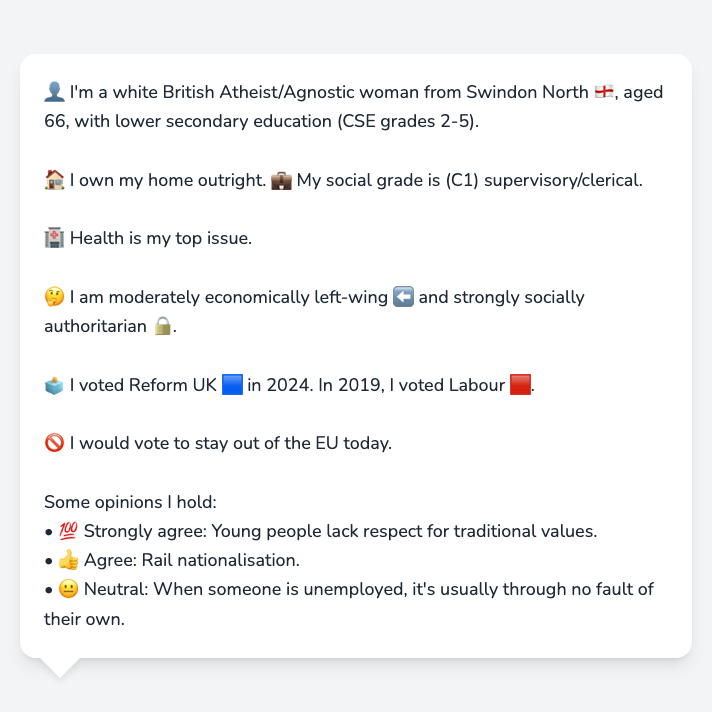 👤 I'm a white British Atheist/Agnostic woman from Swindon North 🏴󠁧󠁢󠁥󠁮󠁧󠁿, aged
66, with lower secondary education (CSE grades 2-5).
🏠 I own my home outright. 💼 My social grade is (C1) supervisory/clerical.
🏥 Health is my top issue.
🤔 I am moderately economically left-wing ⬅️ and strongly socially
authoritarian 🔒.
🗳️ I voted Reform UK 🟦 in 2024. In 2019, I voted Labour 🟥.
🚫 I would vote to stay out of the EU today.
Some opinions I hold:
• 💯 Strongly agree: Young people lack respect for traditional values.
• 👍 Agree: Rail nationalisation.
• 😐 Neutral: When someone is unemployed, it's usually through no fault of
their own.